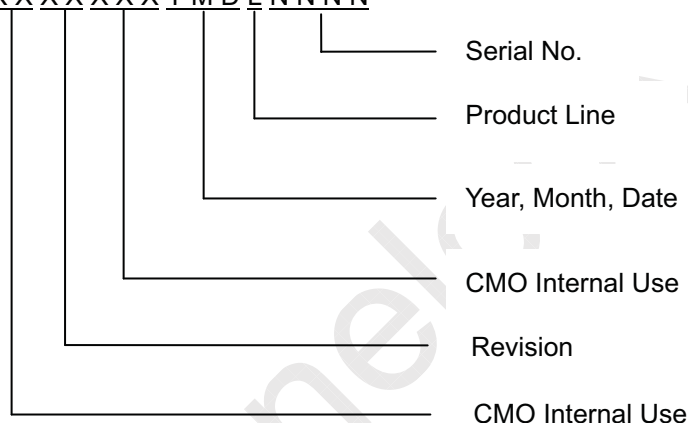 X X X X X X Y M D L N N N N
Serial No.
Product Line
Year, Month, Date
CMO Internal Use
Revision
CMO Internal Use